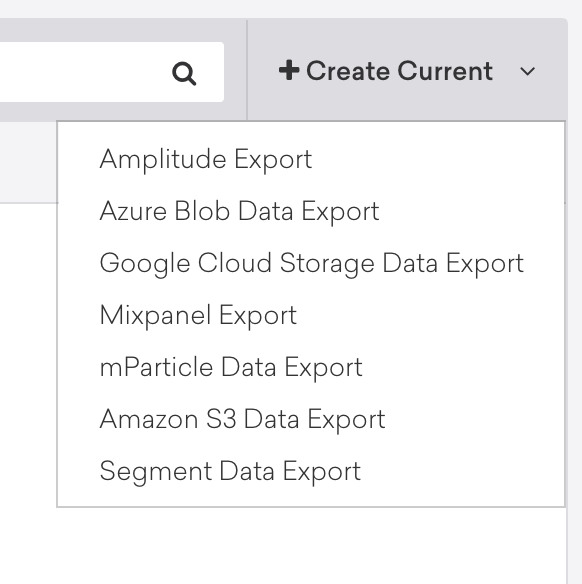 + Create Current
Amplitude Export
Azure Blob Data Export
Google Cloud Storage Data Export
Mixpanel Export
mParticle Data Export
Amazon S3 Data Export
Segment Data Export